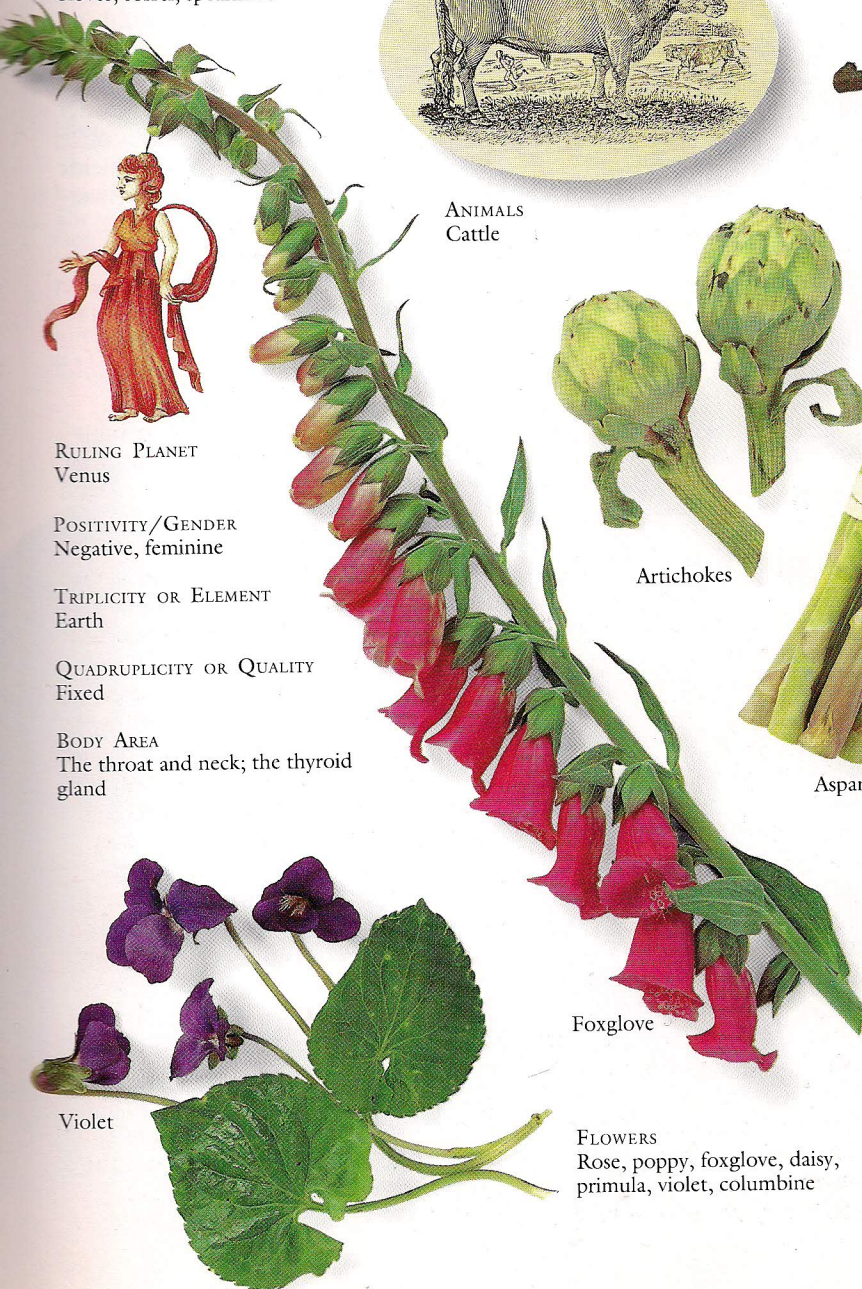 ANIMALS
Cattle
RULING PLANET
Venus
POSITIVITY/GENDER
Negative, feminine
TRIPLICITY OR ELEMENT
Earth
QUADRUPLICITY OR QUALITY
Fixed
BODY AREA
The throat and neck; the thyroid
gland
Artichokes
Aspar
Foxglove
Violet
FLOWERS
Rose, poppy, foxglove, daisy,
primula, violet, columbine